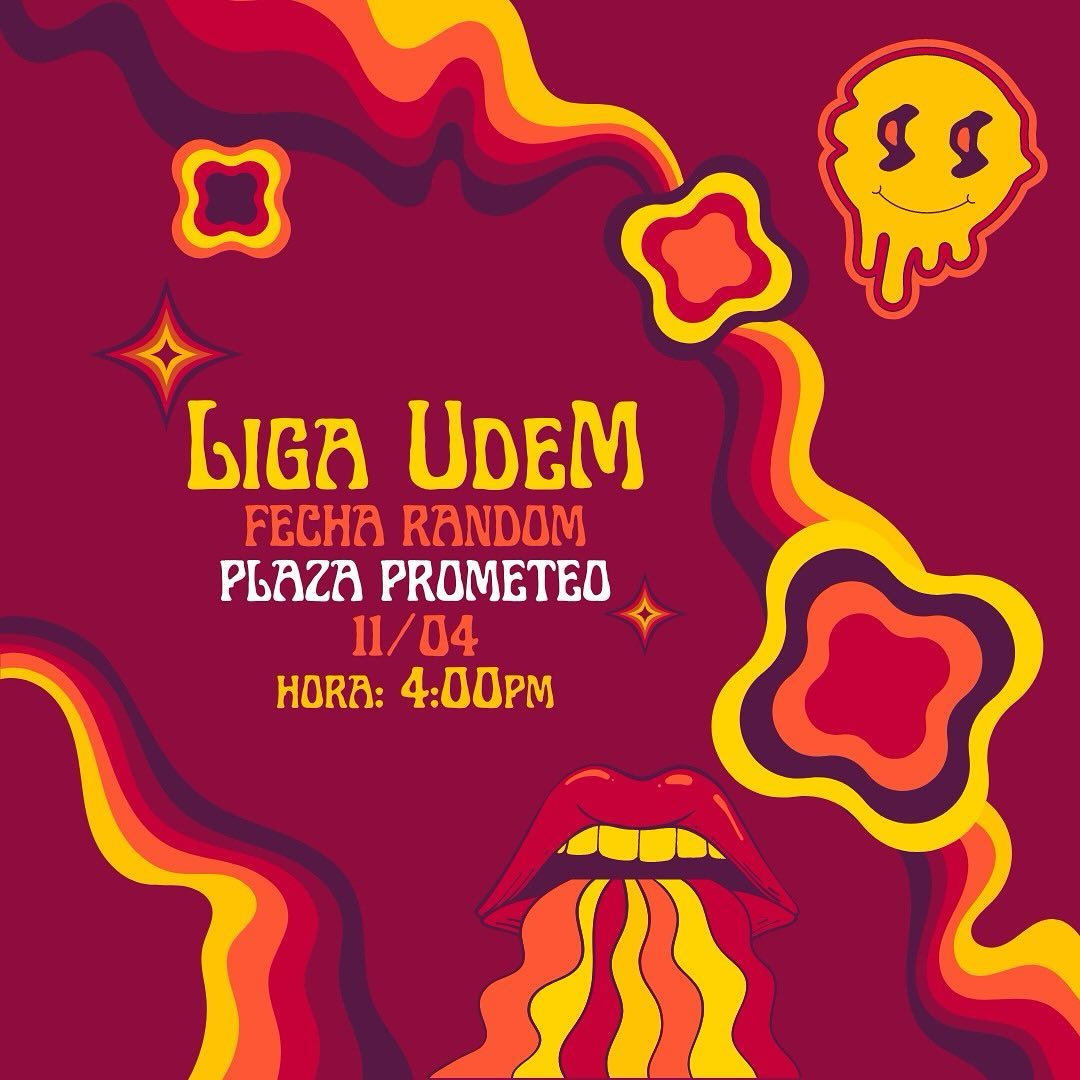 LIGA UDEM
FECHA RANDOM
PLAZA PROMETEO
11/04
HORA: 4:00PM